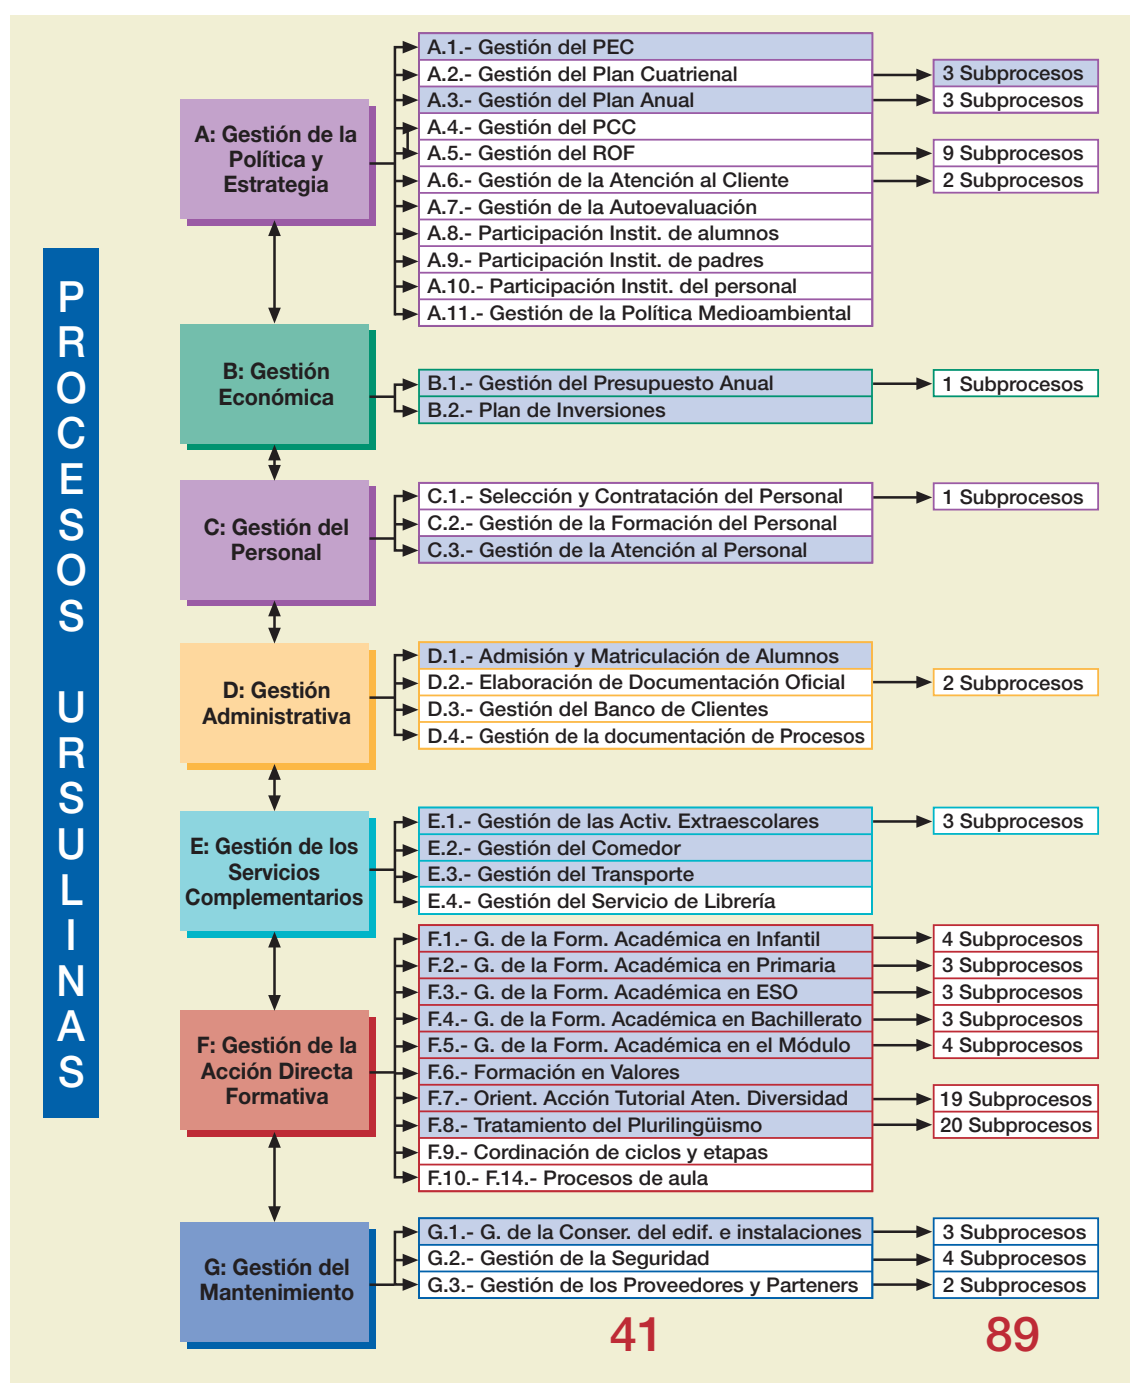 PROCESOS URSULINAS
A: Gestión de la
Política y
Estrategia
A.1.- Gestión del PEC
A.2.- Gestión del Plan Cuatrienal
3 Subprocesos
A.3.- Gestión del Plan Anual
3 Subprocesos
A.4.- Gestión del PCC
A.5.- Gestión del ROF
9 Subprocesos
A.6.- Gestión de la Atención al Cliente
2 Subprocesos
A.7.- Gestión de la Autoevaluación
A.8.- Participación Instit. de alumnos
A.9.- Participación Instit. de padres
A.10.- Participación Instit. del personal
A.11.- Gestión de la Política Medioambiental
B: Gestión
Económica
B.1.- Gestión del Presupuesto Anual
1 Subprocesos
B.2.- Plan de Inversiones
C: Gestión del
Personal
C.1.- Selección y Contratación del Personal
1 Subprocesos
C.2.- Gestión de la Formación del Personal
C.3.- Gestión de la Atención al Personal
D: Gestión
Administrativa
D.1.- Admisión y Matriculación de Alumnos
D.2.- Elaboración de Documentación Oficial
2 Subprocesos
D.3.- Gestión del Banco de Clientes
D.4.- Gestión de la documentación de Procesos
E: Gestión de los
Servicios
Complementarios
E.1.- Gestión de las Activ. Extraescolares
3 Subprocesos
E.2.- Gestión del Comedor
E.3.- Gestión del Transporte
E.4.- Gestión del Servicio de Librería
F: Gestión de la
Acción Directa
Formativa
F.1.- G. de la Form. Académica en Infantil
4 Subprocesos
F.2.- G. de la Form. Académica en Primaria
3 Subprocesos
F.3.- G. de la Form. Académica en ESO
3 Subprocesos
F.4.- G. de la Form. Académica en Bachillerato
3 Subprocesos
F.5.- G. de la Form. Académica en el Módulo
4 Subprocesos
F.6.- Formación en Valores
F.7.- Orient. Acción Tutorial Aten. Diversidad
19 Subprocesos
F.8.- Tratamiento del Plurilingüismo
20 Subprocesos
F.9.- Cordinación de ciclos y etapas
F.10.- F.14.- Procesos de aula
G: Gestión del
Mantenimiento
G.1.- G. de la Conser. del edif. e instalaciones
3 Subprocesos
G.2.- Gestión de la Seguridad
4 Subprocesos
G.3.- Gestión de los Proveedores y Parteners
2 Subprocesos
41
89